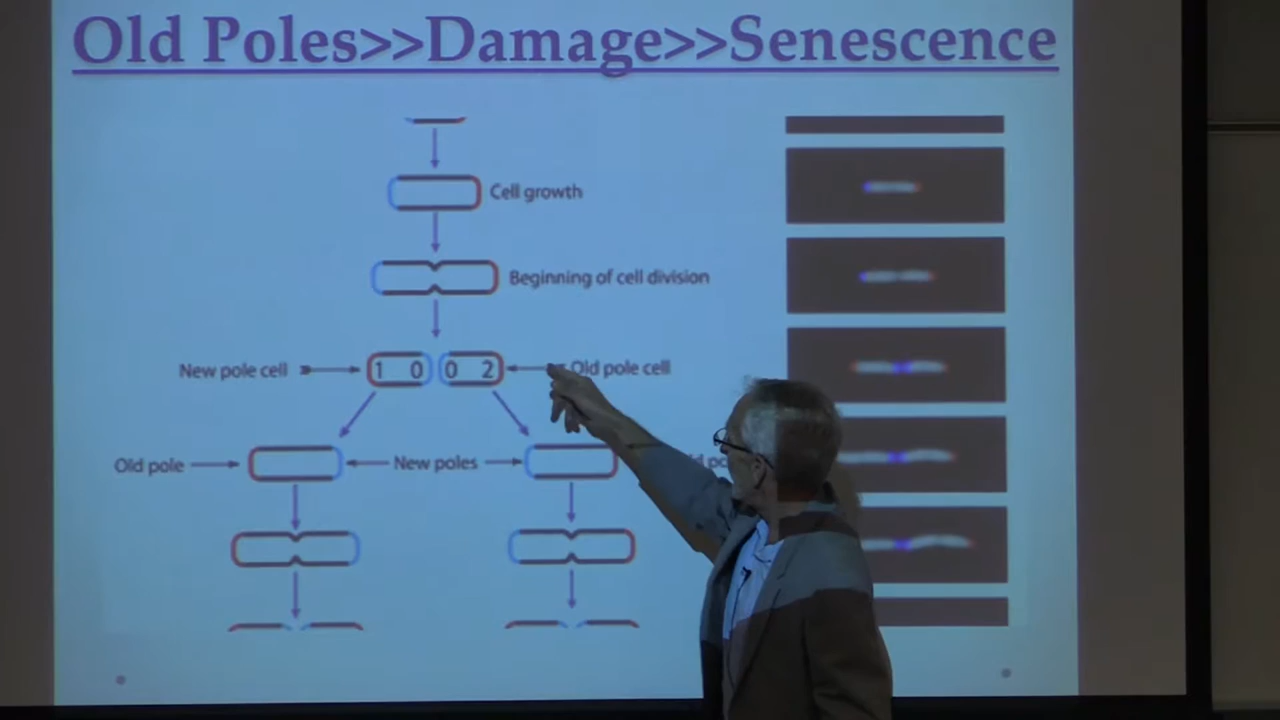 Old Poles>>Damage>>Senescence
Cell growth
Beginning of cell division
New pole cell
1 0 0 2
Old pole cell
Old pole
New poles